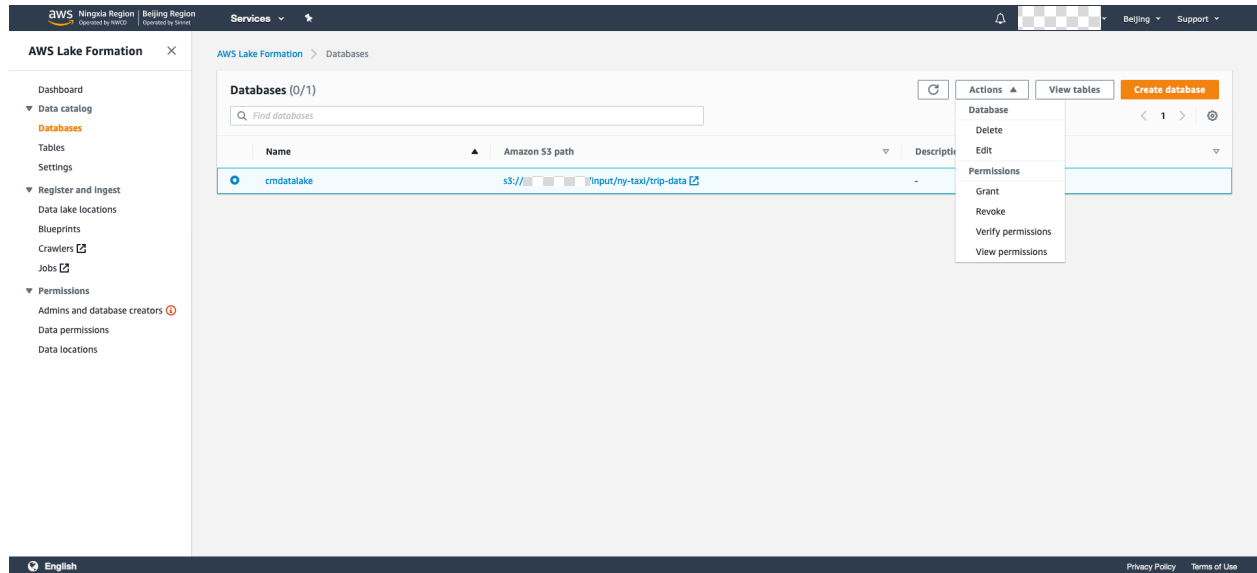 aws Ningxia Region | Beijing Region Services Beijing Support
Operated by NWCD | Operated by Sinnet
AWS Lake Formation
Dashboard
Data catalog
Databases
Tables
Settings
Register and ingest
Data lake locations
Blueprints
Crawlers
Jobs
Permissions
Admins and database creators
Data permissions
Data locations
AWS Lake Formation > Databases
Databases (0/1)
Actions View tables Create database
Find databases
< 1 >
Name Amazon S3 path Descriptio
cmdatalake s3:// /input/ny-taxi/trip-data -
Database
Delete
Edit
Permissions
Grant
Revoke
Verify permissions
View permissions
English Privacy Policy Terms of Use